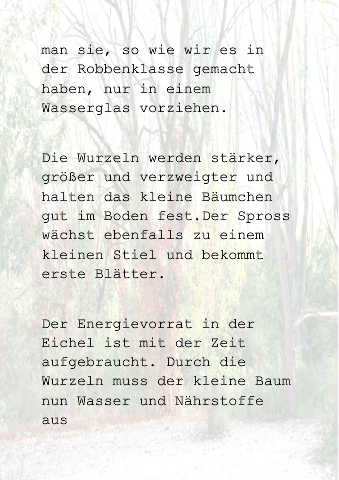 man sie, so wie wir es in
der Robbenklasse gemacht
haben, nur in einem
Wasserglas vorziehen.
Die Wurzeln werden stärker,
größer und verzweigter und
halten das kleine Bäumchen
gut im Boden fest.Der Spross
wächst ebenfalls zu einem
kleinen Stiel und bekommt
erste Blätter.
Der Energievorrat in der
Eichel ist mit der Zeit
aufgebraucht. Durch die
Wurzeln muss der kleine Baum
nun Wasser und Nährstoffe
aus